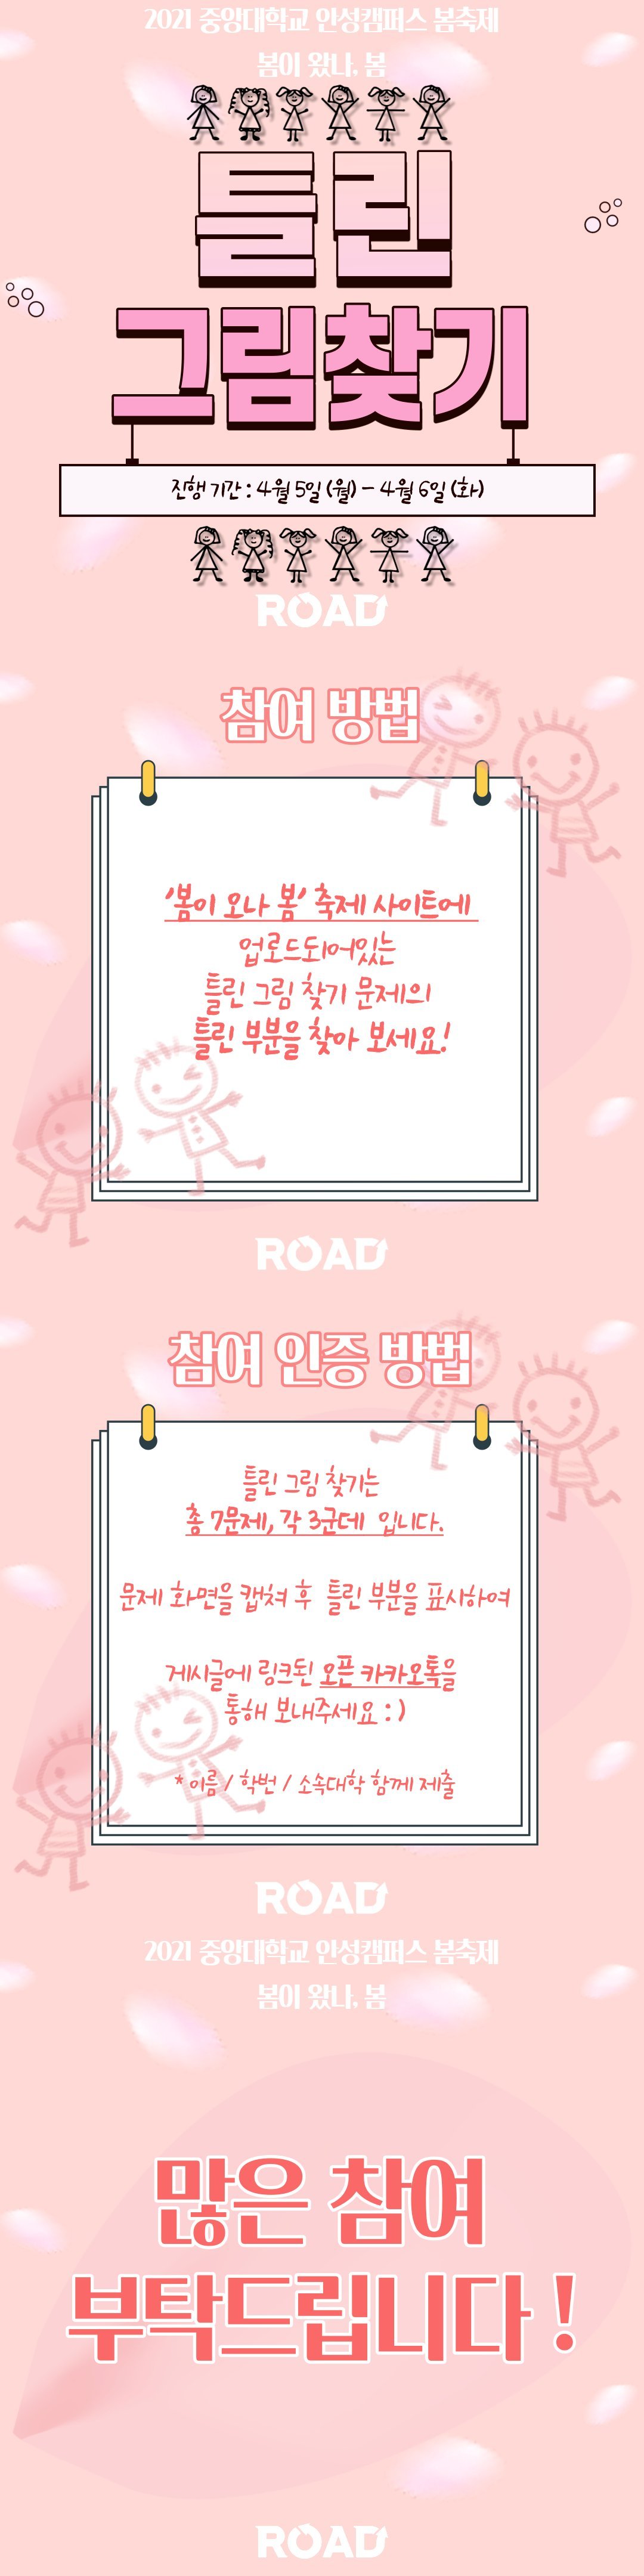 2021 중앙대학교 안성캠퍼스 봄축제
봄이 왔나, 봄
틀린
그림찾기
진행 기간 : 4월 5일 (월) - 4월 6일 (화)
ROAD
참여 방법
'봄이 오나 봄' 축제 사이트에
업로드되어있는
틀린 그림 찾기 문제의
틀린 부분을 찾아 보세요!
ROAD
참여 인증 방법
틀린 그림 찾기는
총 7문제, 각 3군데 입니다.
문제 화면을 캡쳐 후 틀린 부분을 표시하여
게시글에 링크된 오픈 카카오톡을
통해 보내주세요 : )
* 이름 / 학번 / 소속대학 함께 제출
ROAD
2021 중앙대학교 안성캠퍼스 봄축제
봄이 왔나, 봄
많은 참여
부탁드립니다 !
ROAD